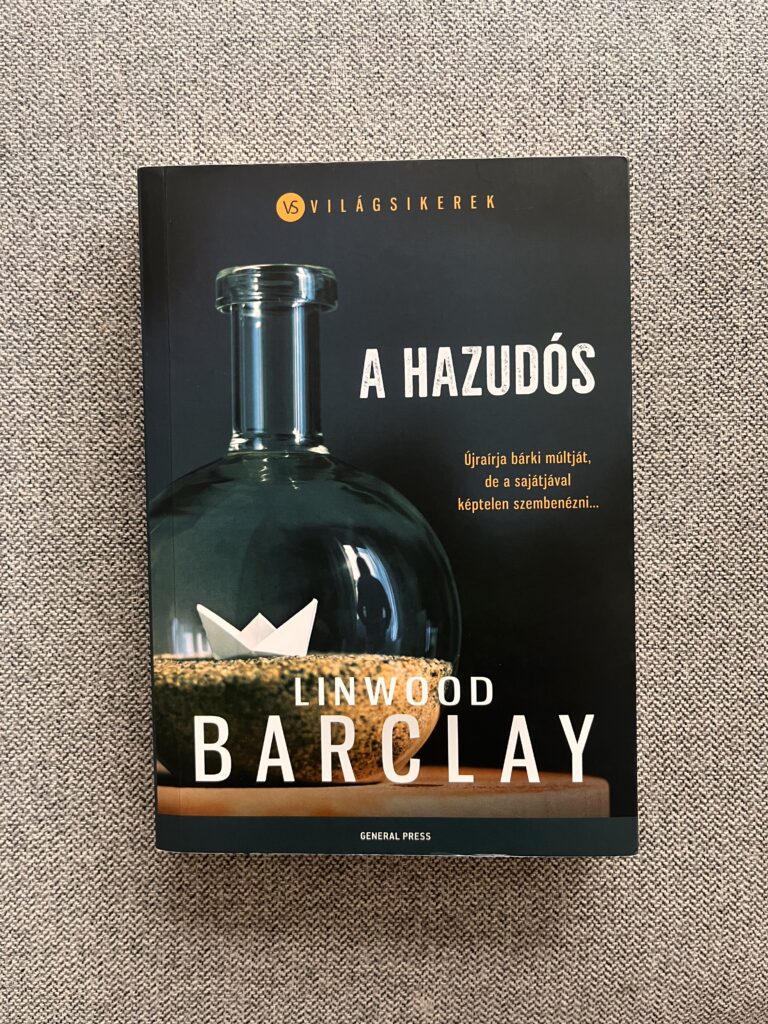 VS VILÁGSIKEREK
A HAZUDÓS
Újraírja bárki múltját,
de a sajátjával
képtelen szembenézni...
LINWOOD
BARCLAY
GENERAL PRESS